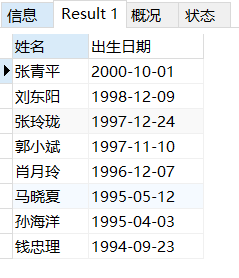 信息 Result 1 概况 状态
姓名 出生日期
张青平 2000-10-01
刘东阳 1998-12-09
张玲珑 1997-12-24
郭小斌 1997-11-10
肖月玲 1996-12-07
马晓夏 1995-05-12
孙海洋 1995-04-03
钱忠理 1994-09-23